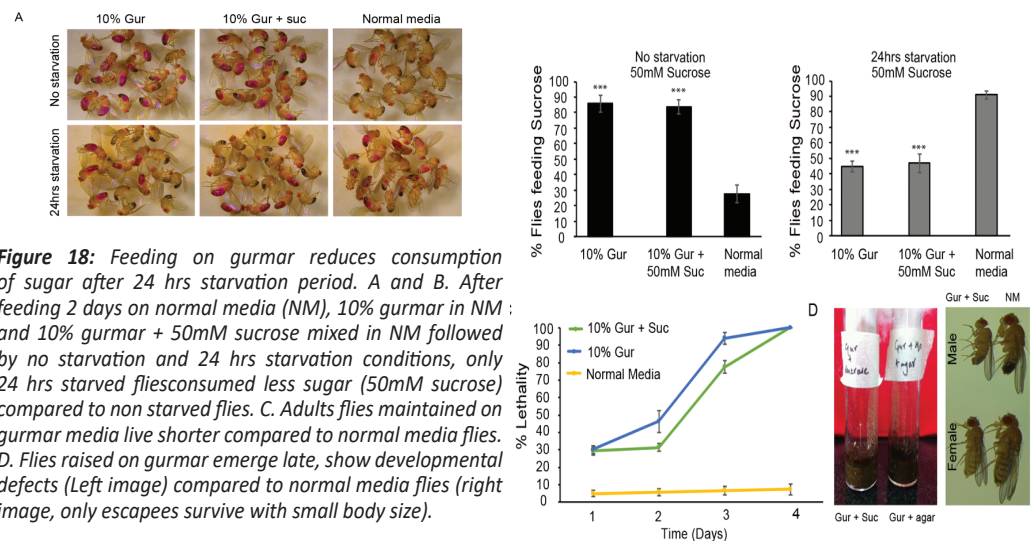 A
10% Gur
10% Gur + suc
Normal media
No starvation
24hrs starvation
Figure 18: Feeding on gurmar reduces consumption
of sugar after 24 hrs starvation period. A and B. After
feeding 2 days on normal media (NM), 10% gurmar in NM
and 10% gurmar + 50mM sucrose mixed in NM followed
by no starvation and 24 hrs starvation conditions, only
24 hrs starved fliesconsumed less sugar (50mM sucrose)
compared to non starved flies. C. Adults flies maintained on
gurmar media live shorter compared to normal media flies.
D. Flies raised on gurmar emerge late, show developmental
defects (Left image) compared to normal media flies (right
image, only escapees survive with small body size).
No starvation
50mM Sucrose
% Flies feeding Sucrose
100
90
80
70
60
50
40
30
20
10
0
***
***
10% Gur
10% Gur +
50mM Suc
Normal
media
24hrs starvation
50mM Sucrose
% Flies feeding Sucrose
100
90
80
70
60
50
40
30
20
10
0
***
***
10% Gur
10% Gur +
50mM Suc
Normal
media
% Lethality
100
90
80
70
60
50
40
30
20
10
0
10% Gur + Suc
10% Gur
Normal Media
1
2
3
4
Time (Days)
D
Gur + Suc
Gur + agar
Gur + Suc
NM
Male
Female